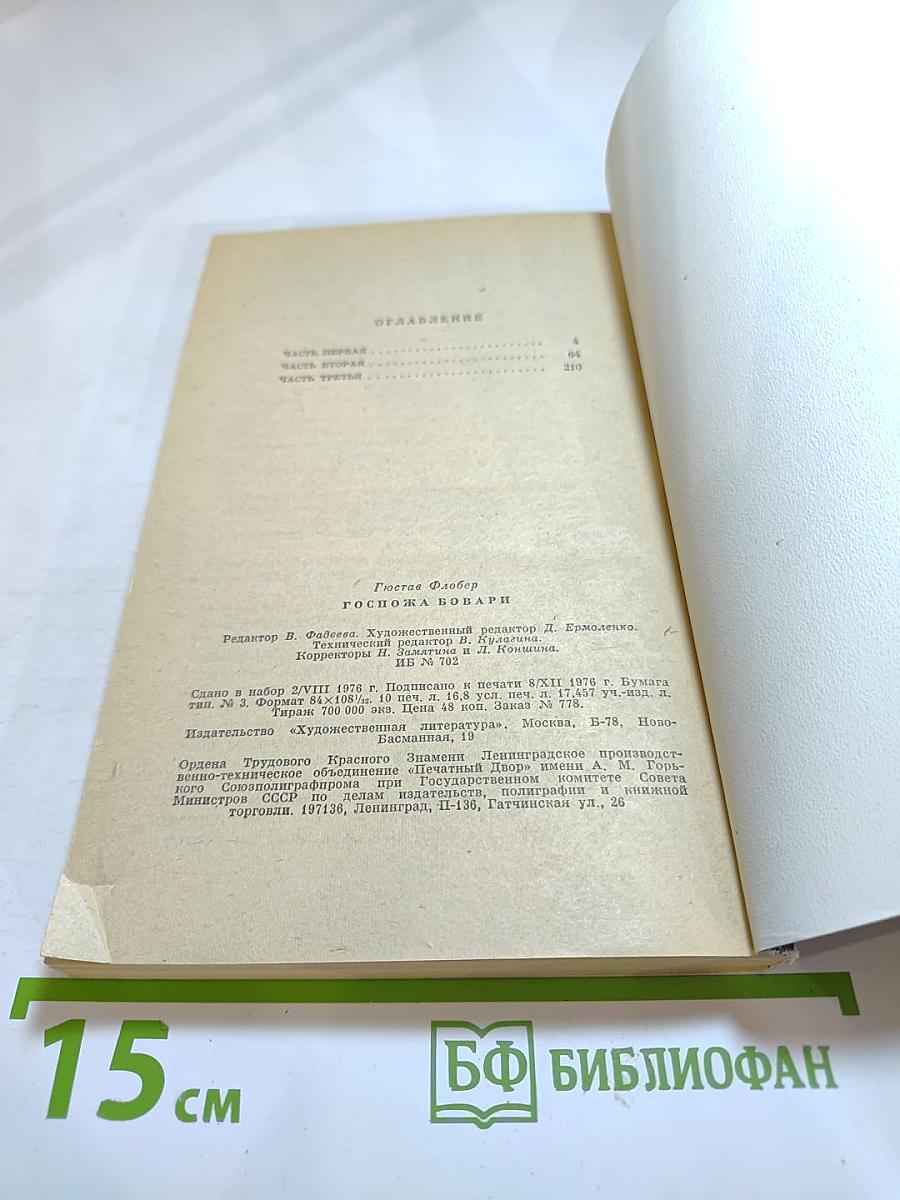 ОГЛАВЛЕНИЕ
ЧАСТЬ ПЕРВАЯ . . . . . . . . . . . . . . . . . . . . . . . . 4
ЧАСТЬ ВТОРАЯ . . . . . . . . . . . . . . . . . . . . . . . . 64
ЧАСТЬ ТРЕТЬЯ . . . . . . . . . . . . . . . . . . . . . . . . 210
Гюстав Флобер
ГОСПОЖА БОВАРИ
Редактор В. Фадеева. Художественный редактор Д. Ермоленко.
Технический редактор В. Кулагина.
Корректоры Н. Замятина и Л. Коншина.
ИБ № 702
Сдано в набор 2/VIII 1976 г. Подписано к печати 8/XII 1976 г. Бумага
тип. № 3. Формат 84×108 1/32. 10 печ. л. 16,8 усл. печ. л. 17,457 уч.-изд. л.
Тираж 700 000 экз. Цена 48 коп. Заказ № 778.
Издательство «Художественная литература». Москва, Б-78, Ново-
Басманная, 19
Ордена Трудового Красного Знамени Ленинградское производст-
венно-техническое объединение «Печатный Двор» имени А. М. Горь-
кого Союзполиграфпрома при Государственном комитете Совета
Министров СССР по делам издательств, полиграфии и книжной
торговли. 197136, Ленинград, П-136, Гатчинская ул., 26
15 см
БФ БИБЛИОФАН